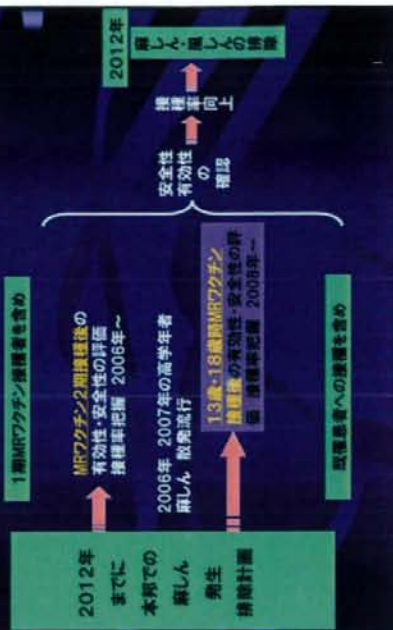 2012年
までに
本邦での
麻しん
発生
排除計画
1期MRワクチン接種者を含め
MRワクチン2期接種後の
有効性・安全性の評価
接種率把握 2006年～
2006年 2007年の高学年者
麻しん 散発流行
13歳・18歳時MRワクチン
接種後の有効性・安全性の評
価 接種率把握 2008年～
既罹患者への接種を含め
安全性
有効性
の
確認
接種率
向上
2012年
麻しん・風しんの排除